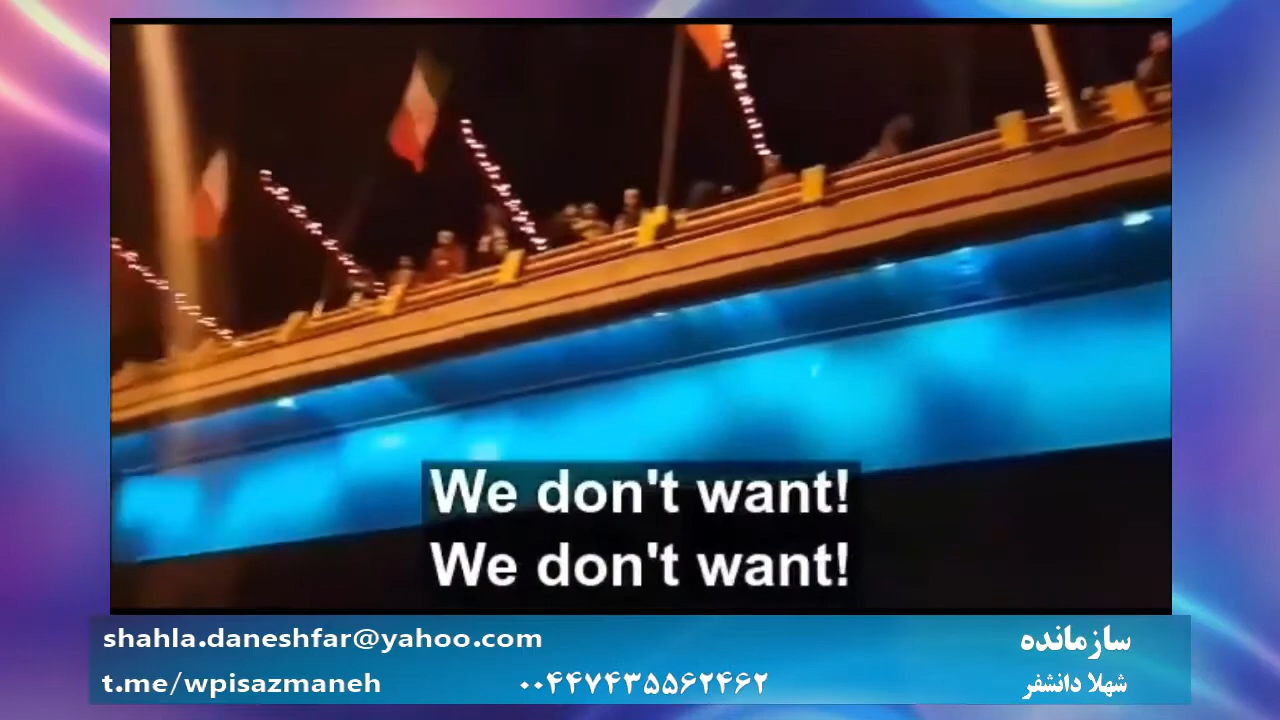 We don't want!
We don't want!
shahla.daneshfar@yahoo.com
سازمانده
t.me/wpisazmaneh
۰۰۴۴۷۴۳۵۵۶۲۴۶۲
شهلا دانشفر